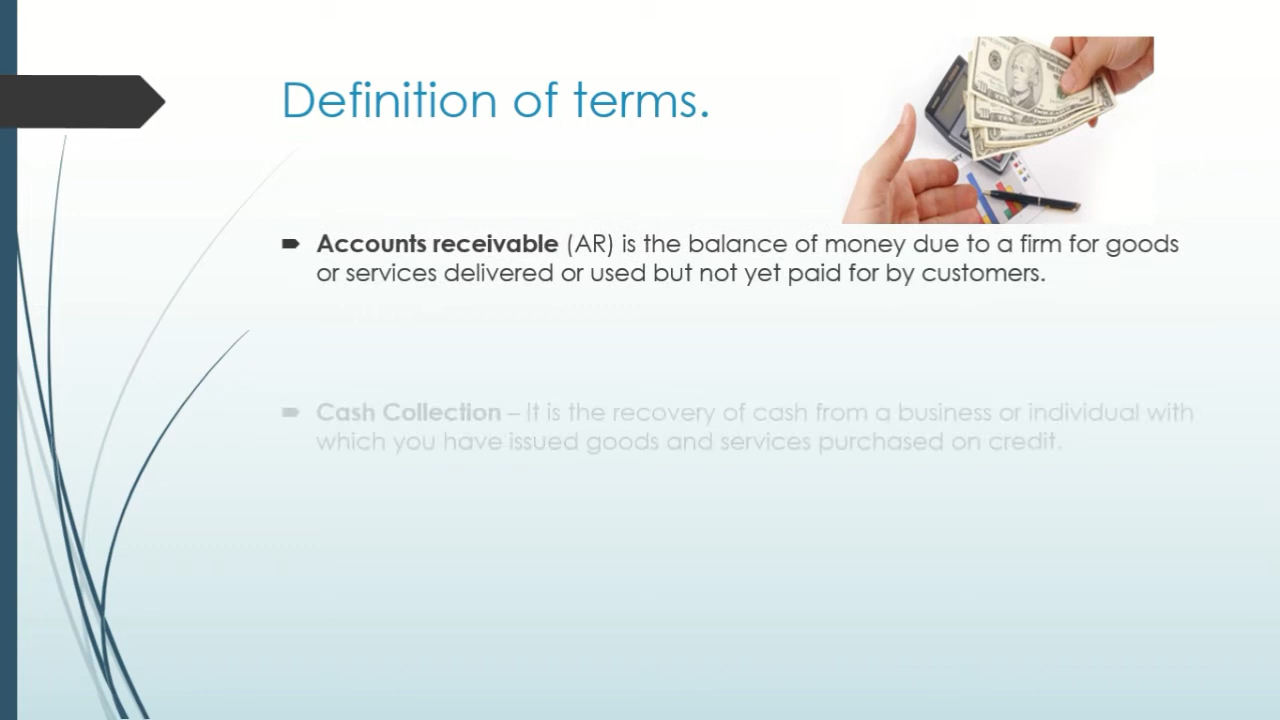 Definition of terms.
Accounts receivable (AR) is the balance of money due to a firm for goods
or services delivered or used but not yet paid for by customers.
Cash Collection – It is the recovery of cash from a business or individual with
which you have issued goods and services purchased on credit.